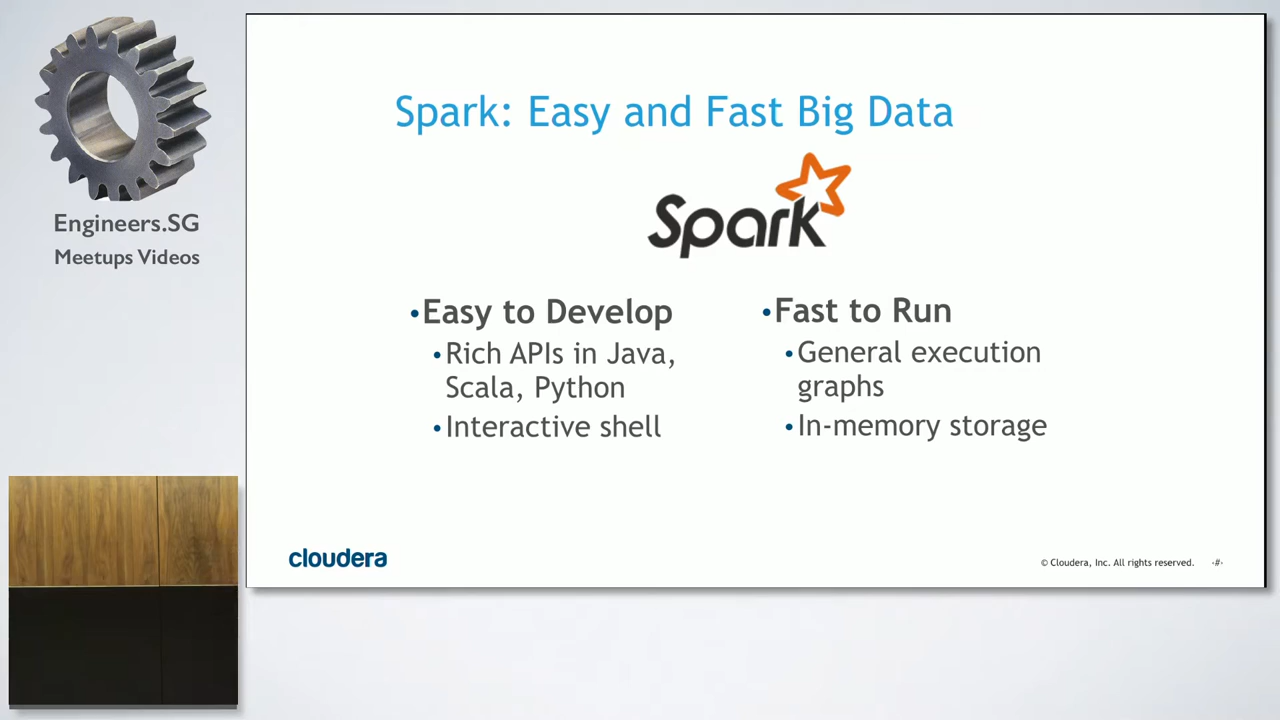 Engineers.SG
Meetups Videos
Spark: Easy and Fast Big Data
Spark
•Easy to Develop
•Rich APIs in Java,
Scala, Python
•Interactive shell
•Fast to Run
•General execution
graphs
•In-memory storage
cloudera
© Cloudera, Inc. All rights reserved. ‹#›